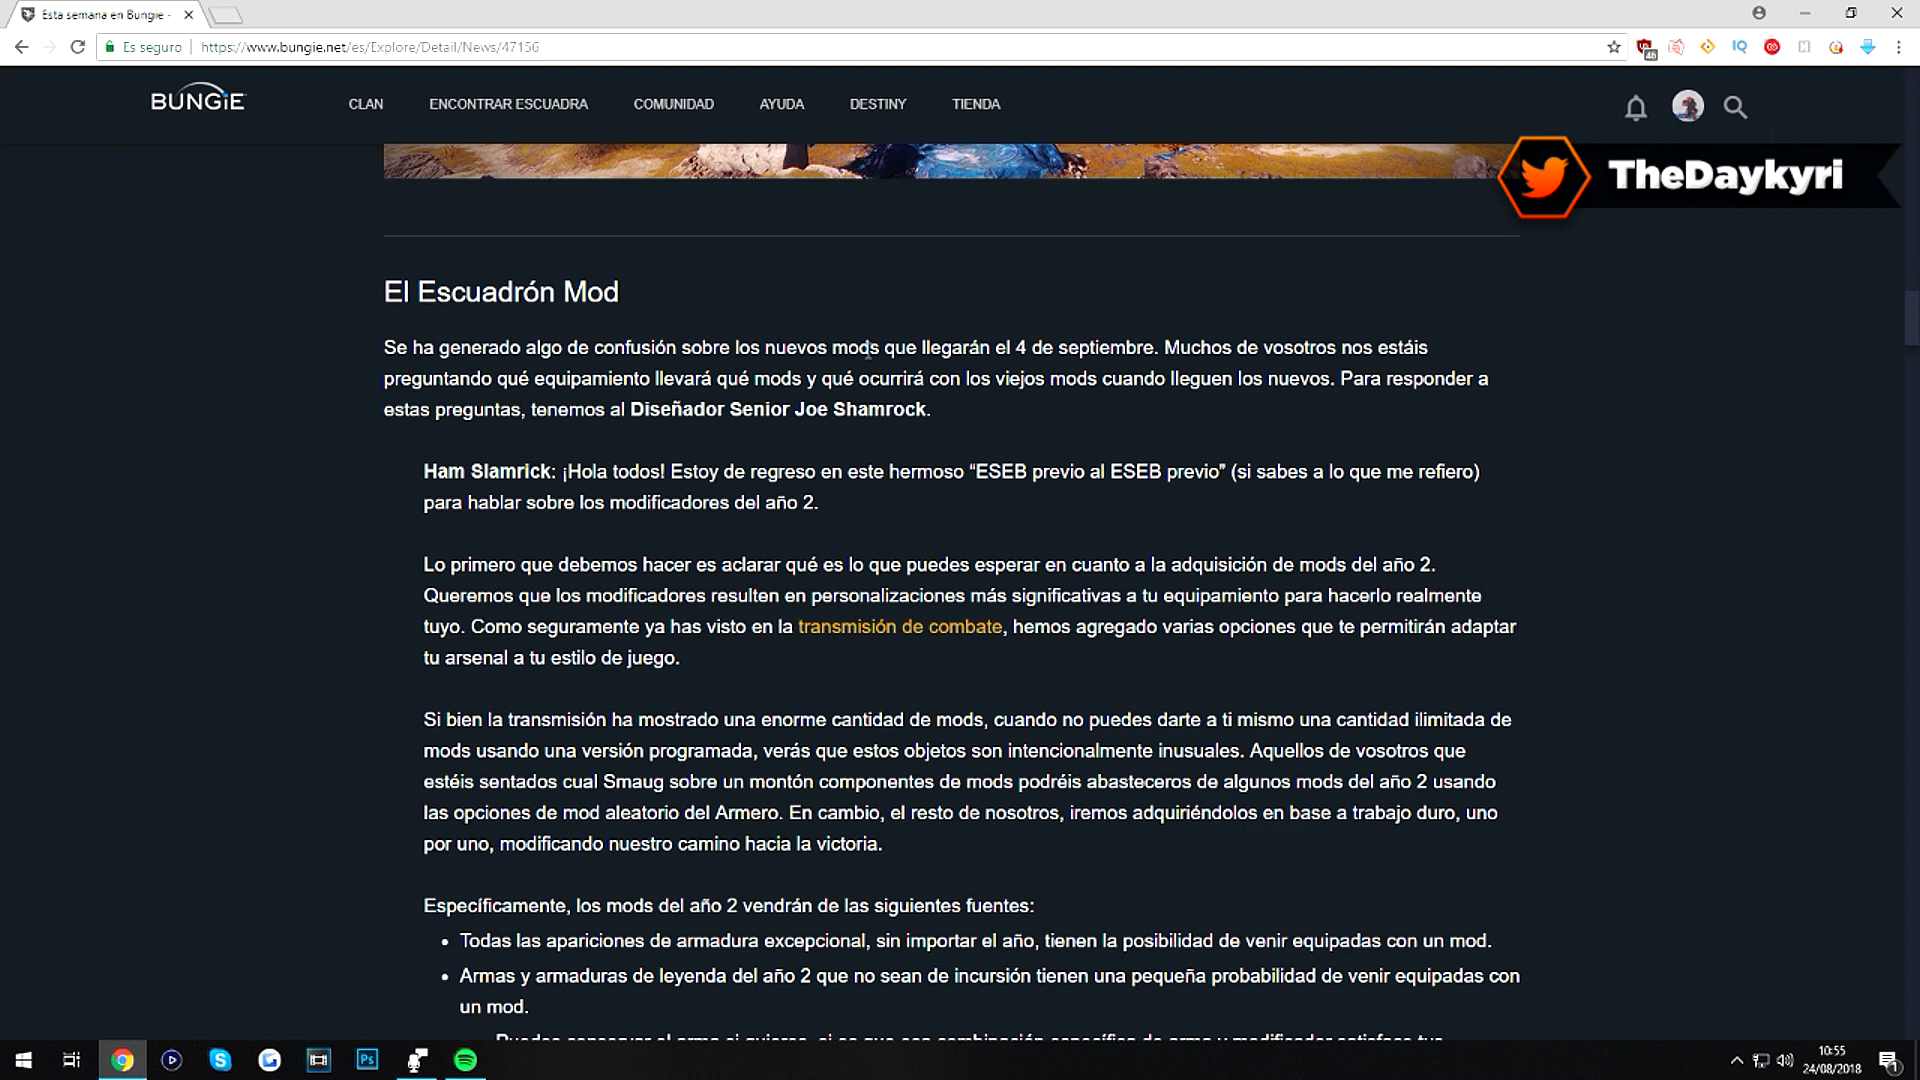 Esta semana en Bungie -
Es seguro
https://www.bungie.net/es/Explore/Detail/News/47156
IQ
46
BUNGiE
CLAN
ENCONTRAR ESCUADRA
COMUNIDAD
AYUDA
DESTINY
TIENDA
TheDaykyri
El Escuadrón Mod
Se ha generado algo de confusión sobre los nuevos mods que llegarán el 4 de septiembre. Muchos de vosotros nos estáis
preguntando qué equipamiento llevará qué mods y qué ocurrirá con los viejos mods cuando lleguen los nuevos. Para responder a
estas preguntas, tenemos al Diseñador Senior Joe Shamrock.
Ham Slamrick: ¡Hola todos! Estoy de regreso en este hermoso “ESEB previo al ESEB previo” (si sabes a lo que me refiero)
para hablar sobre los modificadores del año 2.
Lo primero que debemos hacer es aclarar qué es lo que puedes esperar en cuanto a la adquisición de mods del año 2.
Queremos que los modificadores resulten en personalizaciones más significativas a tu equipamiento para hacerlo realmente
tuyo. Como seguramente ya has visto en la transmisión de combate, hemos agregado varias opciones que te permitirán adaptar
tu arsenal a tu estilo de juego.
Si bien la transmisión ha mostrado una enorme cantidad de mods, cuando no puedes darte a ti mismo una cantidad ilimitada de
mods usando una versión programada, verás que estos objetos son intencionalmente inusuales. Aquellos de vosotros que
estéis sentados cual Smaug sobre un montón componentes de mods podréis abasteceros de algunos mods del año 2 usando
las opciones de mod aleatorio del Armero. En cambio, el resto de nosotros, iremos adquiriéndolos en base a trabajo duro, uno
por uno, modificando nuestro camino hacia la victoria.
Específicamente, los mods del año 2 vendrán de las siguientes fuentes:
• Todas las apariciones de armadura excepcional, sin importar el año, tienen la posibilidad de venir equipadas con un mod.
• Armas y armaduras de leyenda del año 2 que no sean de incursión tienen una pequeña probabilidad de venir equipadas con
un mod.
Puedes conservar el arma si quieres, si es que esa combinación específica de arma y modificador satisface tus
Ps
10:55
24/08/2018
1